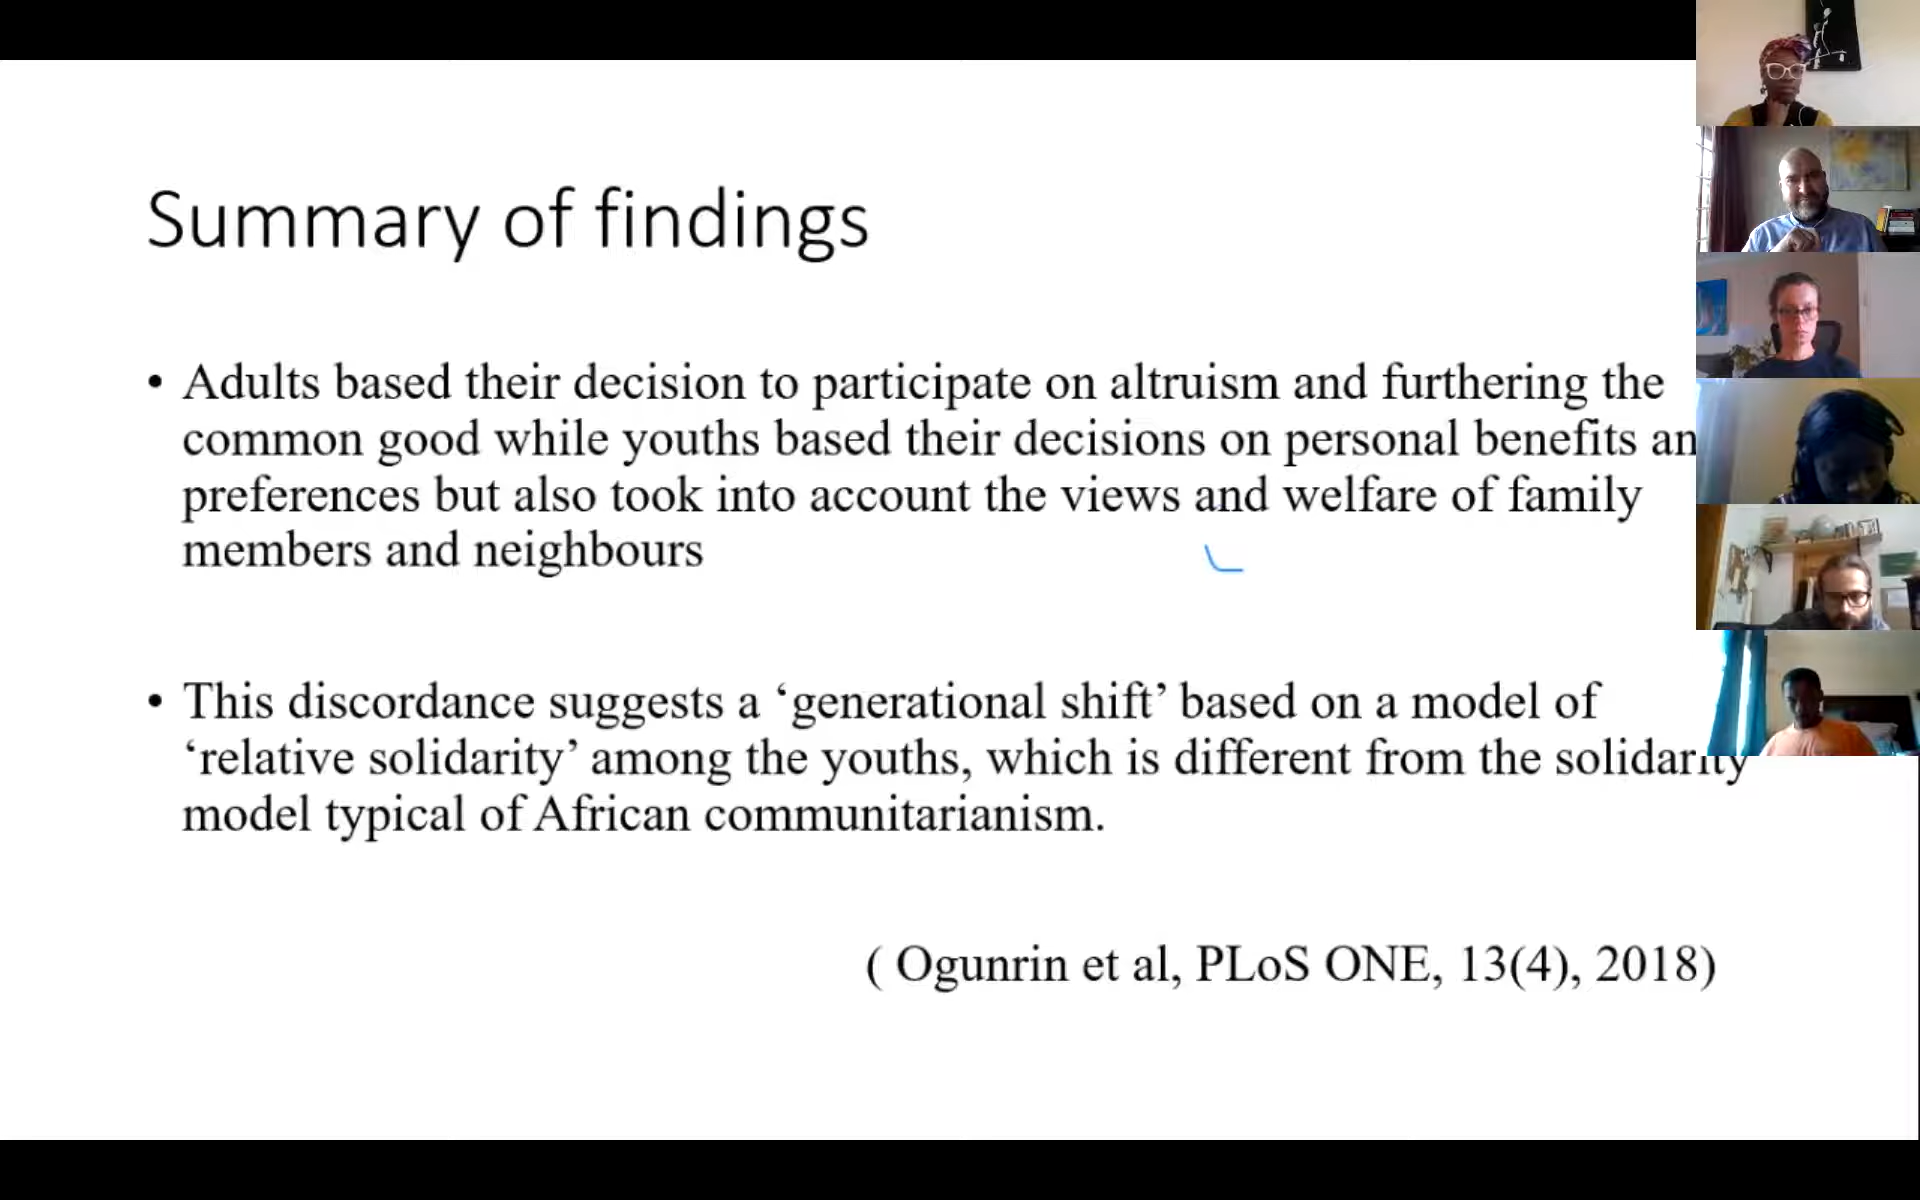 Summary of findings
• Adults based their decision to participate on altruism and furthering the
common good while youths based their decisions on personal benefits an
preferences but also took into account the views and welfare of family
members and neighbours
• This discordance suggests a ‘generational shift’ based on a model of
‘relative solidarity’ among the youths, which is different from the solidarity
model typical of African communitarianism.
( Ogunrin et al, PLoS ONE, 13(4), 2018)